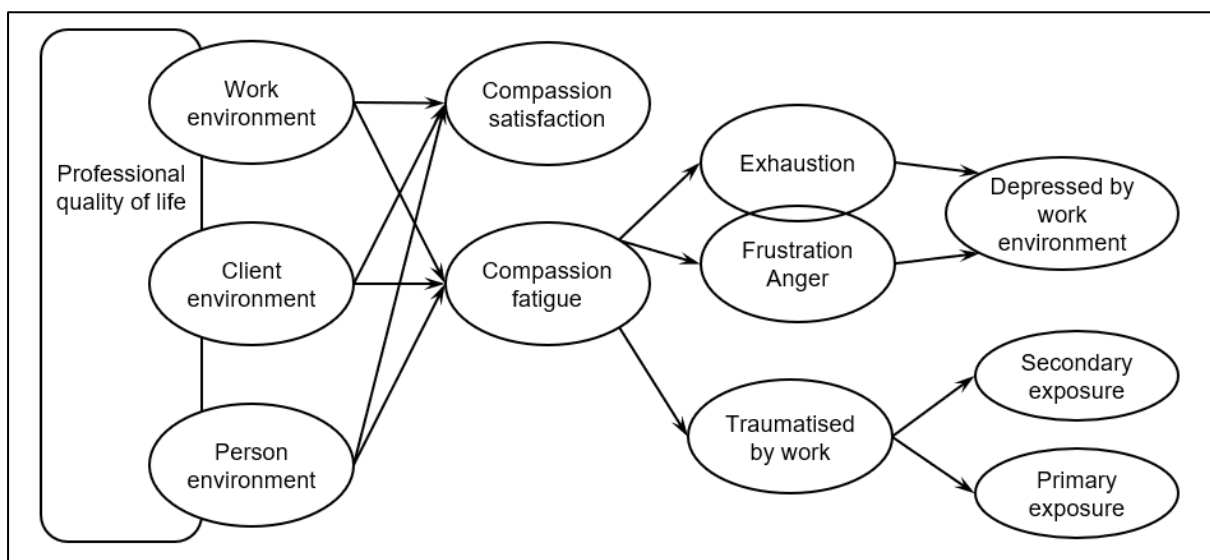 Professional
quality of life
Work
environment
Client
environment
Person
environment
Compassion
satisfaction
Compassion
fatigue
Exhaustion
Frustration
Anger
Traumatised
by work
Depressed by
work
environment
Secondary
exposure
Primary
exposure